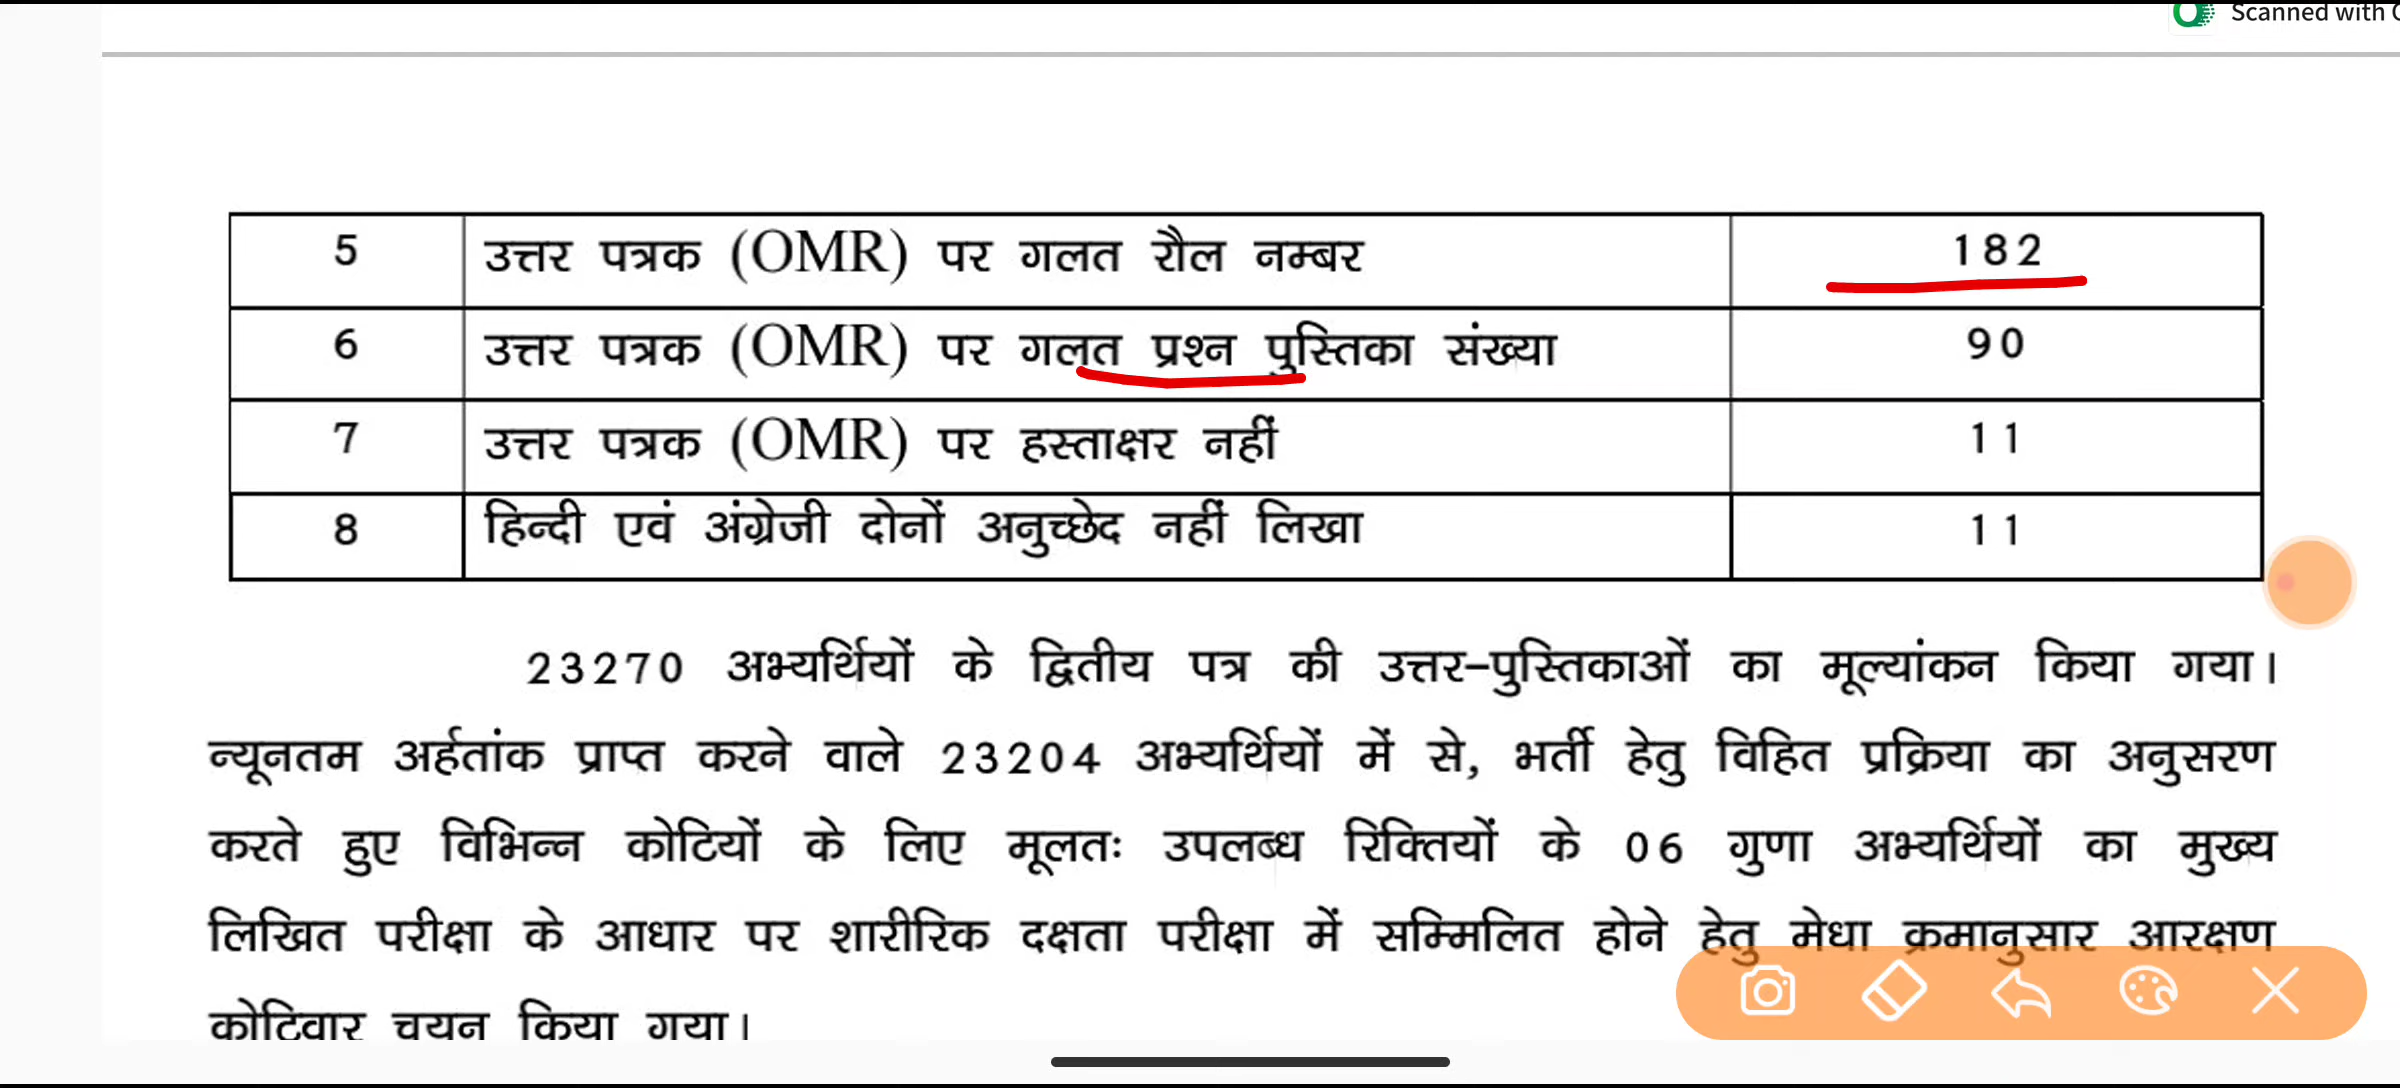 Scanned with
5 उत्तर पत्रक (OMR) पर गलत रौल नम्बर 182
6 उत्तर पत्रक (OMR) पर गलत प्रश्न पुस्तिका संख्या 90
7 उत्तर पत्रक (OMR) पर हस्ताक्षर नहीं 11
8 हिन्दी एवं अंग्रेजी दोनों अनुच्छेद नहीं लिखा 11
23270 अभ्यर्थियों के द्वितीय पत्र की उत्तर-पुस्तिकाओं का मूल्यांकन किया गया।
न्यूनतम अर्हतांक प्राप्त करने वाले 23204 अभ्यर्थियों में से, भर्ती हेतु विहित प्रक्रिया का अनुसरण
करते हुए विभिन्न कोटियों के लिए मूलतः उपलब्ध रिक्तियों के 06 गुणा अभ्यर्थियों का मुख्य
लिखित परीक्षा के आधार पर शारीरिक दक्षता परीक्षा में सम्मिलित होने हेतु मेधा क्रमानुसार आरक्षण
कोटिवार चयन किया गया।